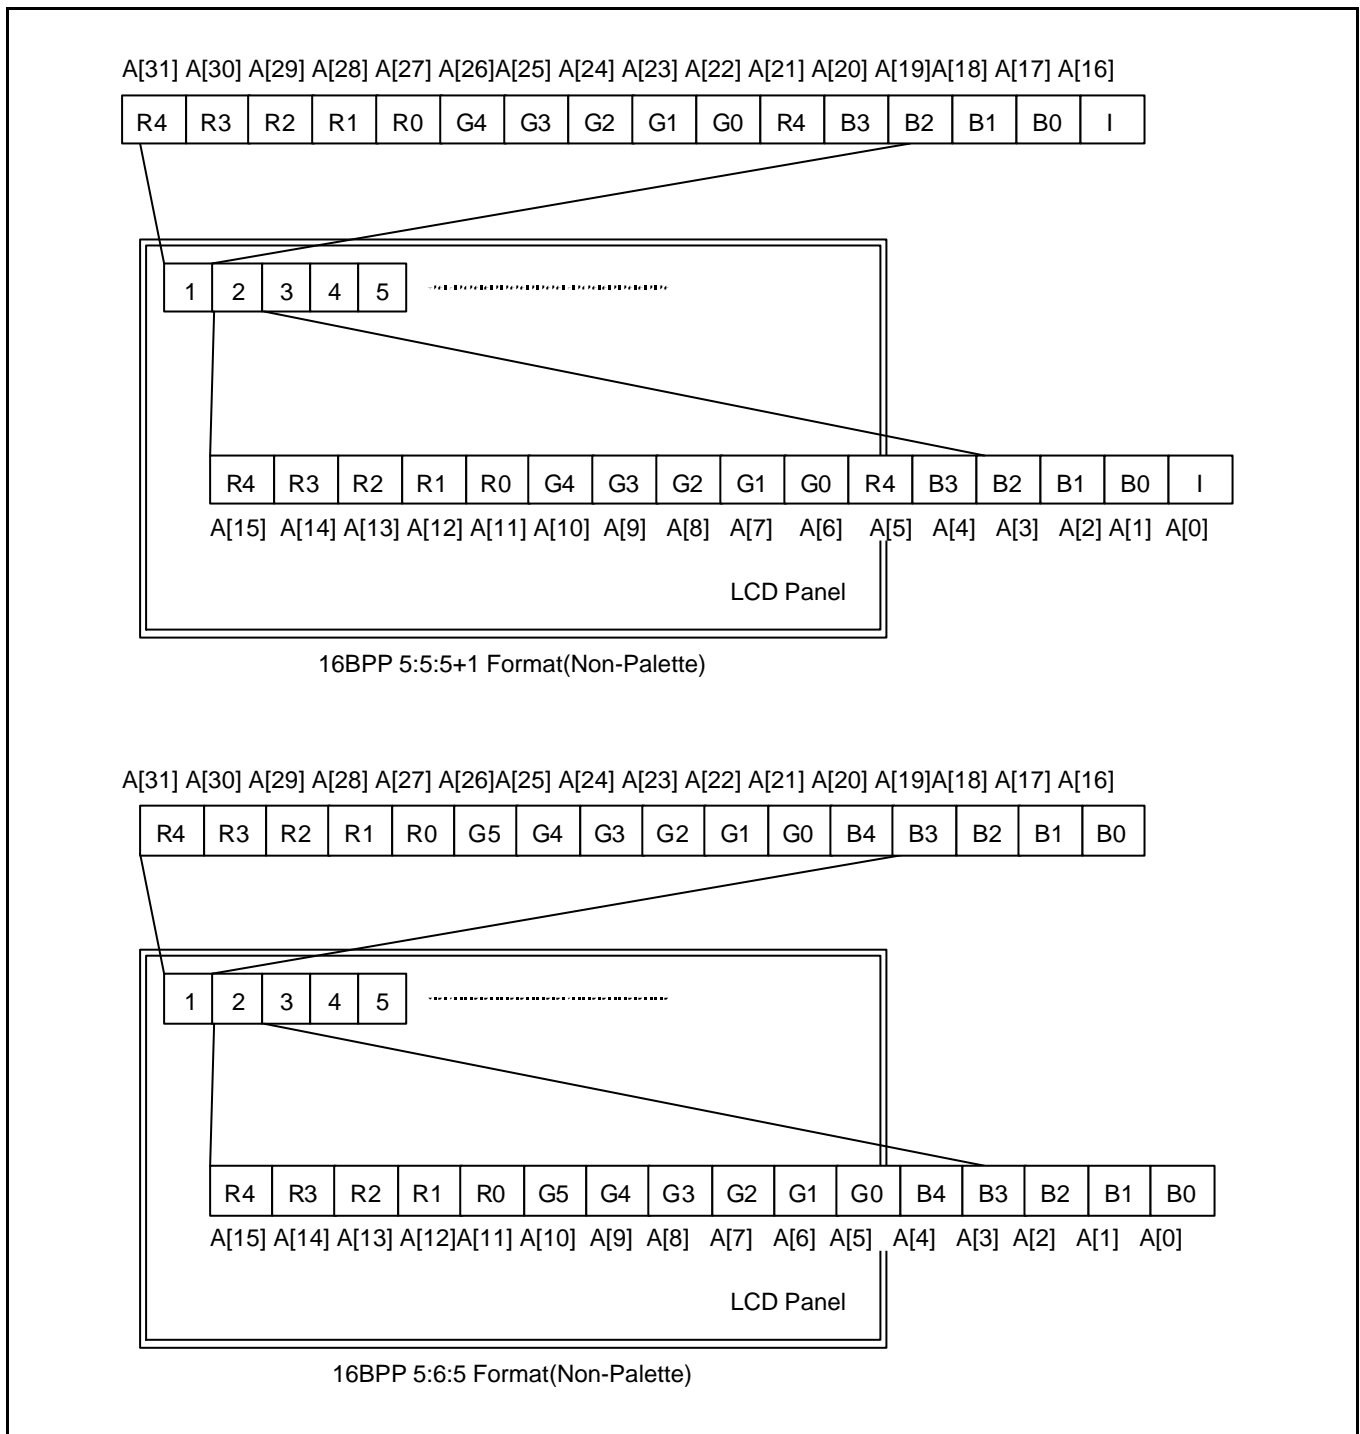 A[31] A[30] A[29] A[28] A[27] A[26]A[25] A[24] A[23] A[22] A[21] A[20] A[19]A[18] A[17] A[16]
R4 R3 R2 R1 R0 G4 G3 G2 G1 G0 R4 B3 B2 B1 B0 I
1 2 3 4 5
R4 R3 R2 R1 R0 G4 G3 G2 G1 G0 R4 B3 B2 B1 B0 I
A[15] A[14] A[13] A[12] A[11] A[10] A[9] A[8] A[7] A[6] A[5] A[4] A[3] A[2] A[1] A[0]
LCD Panel
16BPP 5:5:5+1 Format(Non-Palette)
A[31] A[30] A[29] A[28] A[27] A[26]A[25] A[24] A[23] A[22] A[21] A[20] A[19]A[18] A[17] A[16]
R4 R3 R2 R1 R0 G5 G4 G3 G2 G1 G0 B4 B3 B2 B1 B0
1 2 3 4 5
R4 R3 R2 R1 R0 G5 G4 G3 G2 G1 G0 B4 B3 B2 B1 B0
A[15] A[14] A[13] A[12]A[11] A[10] A[9] A[8] A[7] A[6] A[5] A[4] A[3] A[2] A[1] A[0]
LCD Panel
16BPP 5:6:5 Format(Non-Palette)